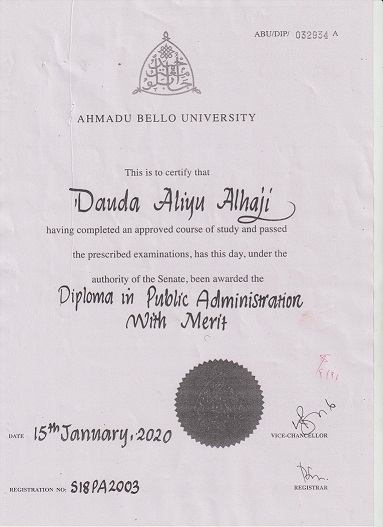 ABU/DIP/ 032934 A
AHMADU BELLO UNIVERSITY
This is to certify that
Dauda Aliyu Alhaji
having completed an approved course of study and passed
the prescribed examinations, has this day, under the
authority of the Senate, been awarded the
Diploma in Public Administration
With Merit
DATE 15th January, 2020
VICE-CHANCELLOR
REGISTRATION NO: S18PA2003
REGISTRAR